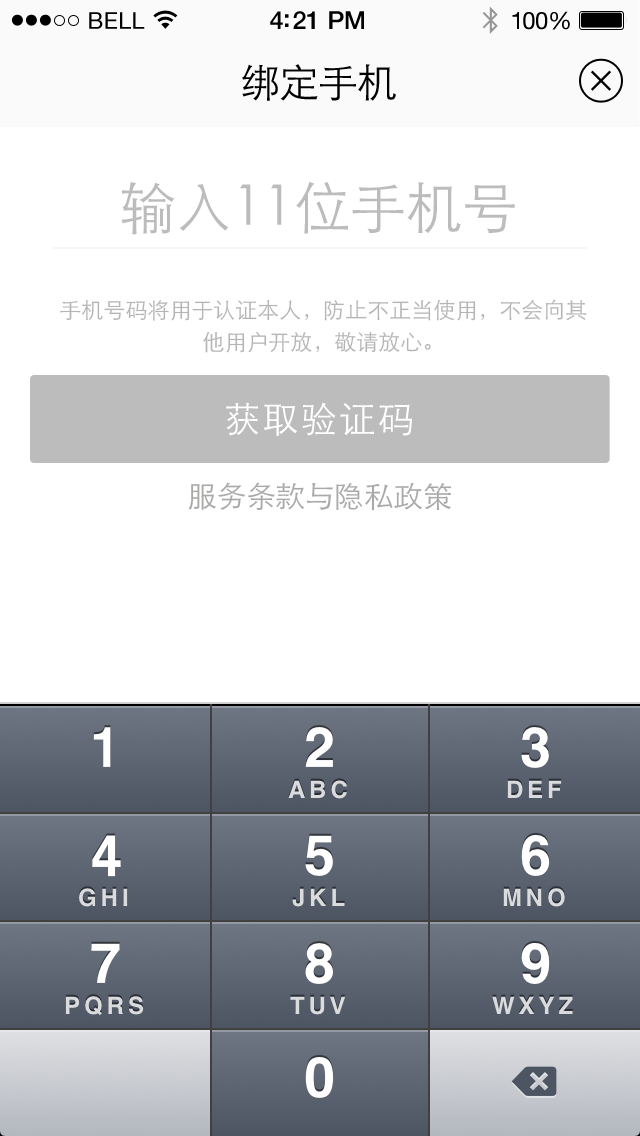 BELL 4:21 PM 100%
绑定手机
输入11位手机号
手机号码将用于认证本人，防止不正当使用，不会向其
他用户开放，敬请放心。
获取验证码
服务条款与隐私政策
1 2 3
ABC DEF
4 5 6
GHI JKL MNO
7 8 9
PQRS TUV WXYZ
0